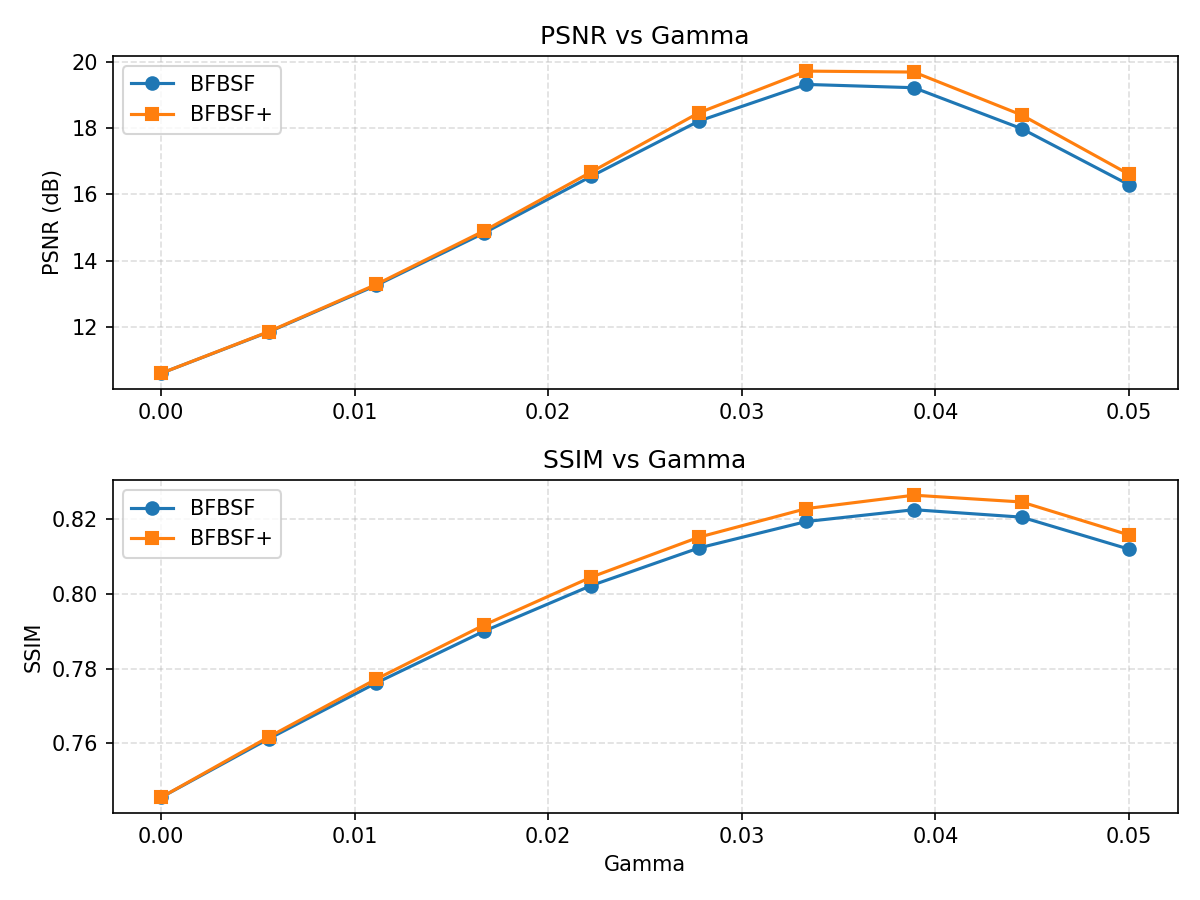 PSNR vs Gamma
PSNR (dB)
20
18
16
14
12
BFBSF
BFBSF+
0.00 0.01 0.02 0.03 0.04 0.05
SSIM vs Gamma
SSIM
0.82
0.80
0.78
0.76
BFBSF
BFBSF+
0.00 0.01 0.02 0.03 0.04 0.05
Gamma